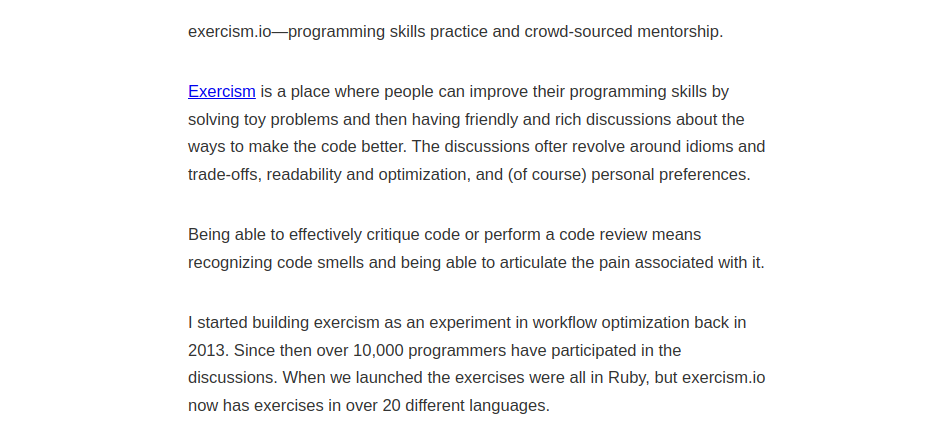 exercism.io—programming skills practice and crowd-sourced mentorship.
Exercism is a place where people can improve their programming skills by
solving toy problems and then having friendly and rich discussions about the
ways to make the code better. The discussions ofter revolve around idioms and
trade-offs, readability and optimization, and (of course) personal preferences.
Being able to effectively critique code or perform a code review means
recognizing code smells and being able to articulate the pain associated with it.
I started building exercism as an experiment in workflow optimization back in
2013. Since then over 10,000 programmers have participated in the
discussions. When we launched the exercises were all in Ruby, but exercism.io
now has exercises in over 20 different languages.